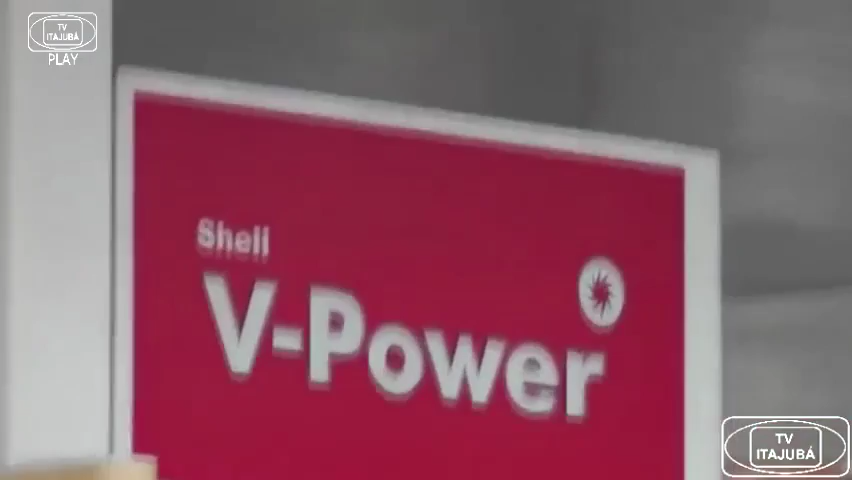 TV
ITAJUBÁ
PLAY
Shell
V-Power
TV
ITAJUBÁ